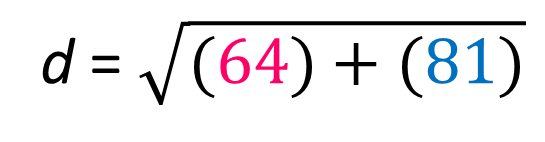 d = √(64) + (81)